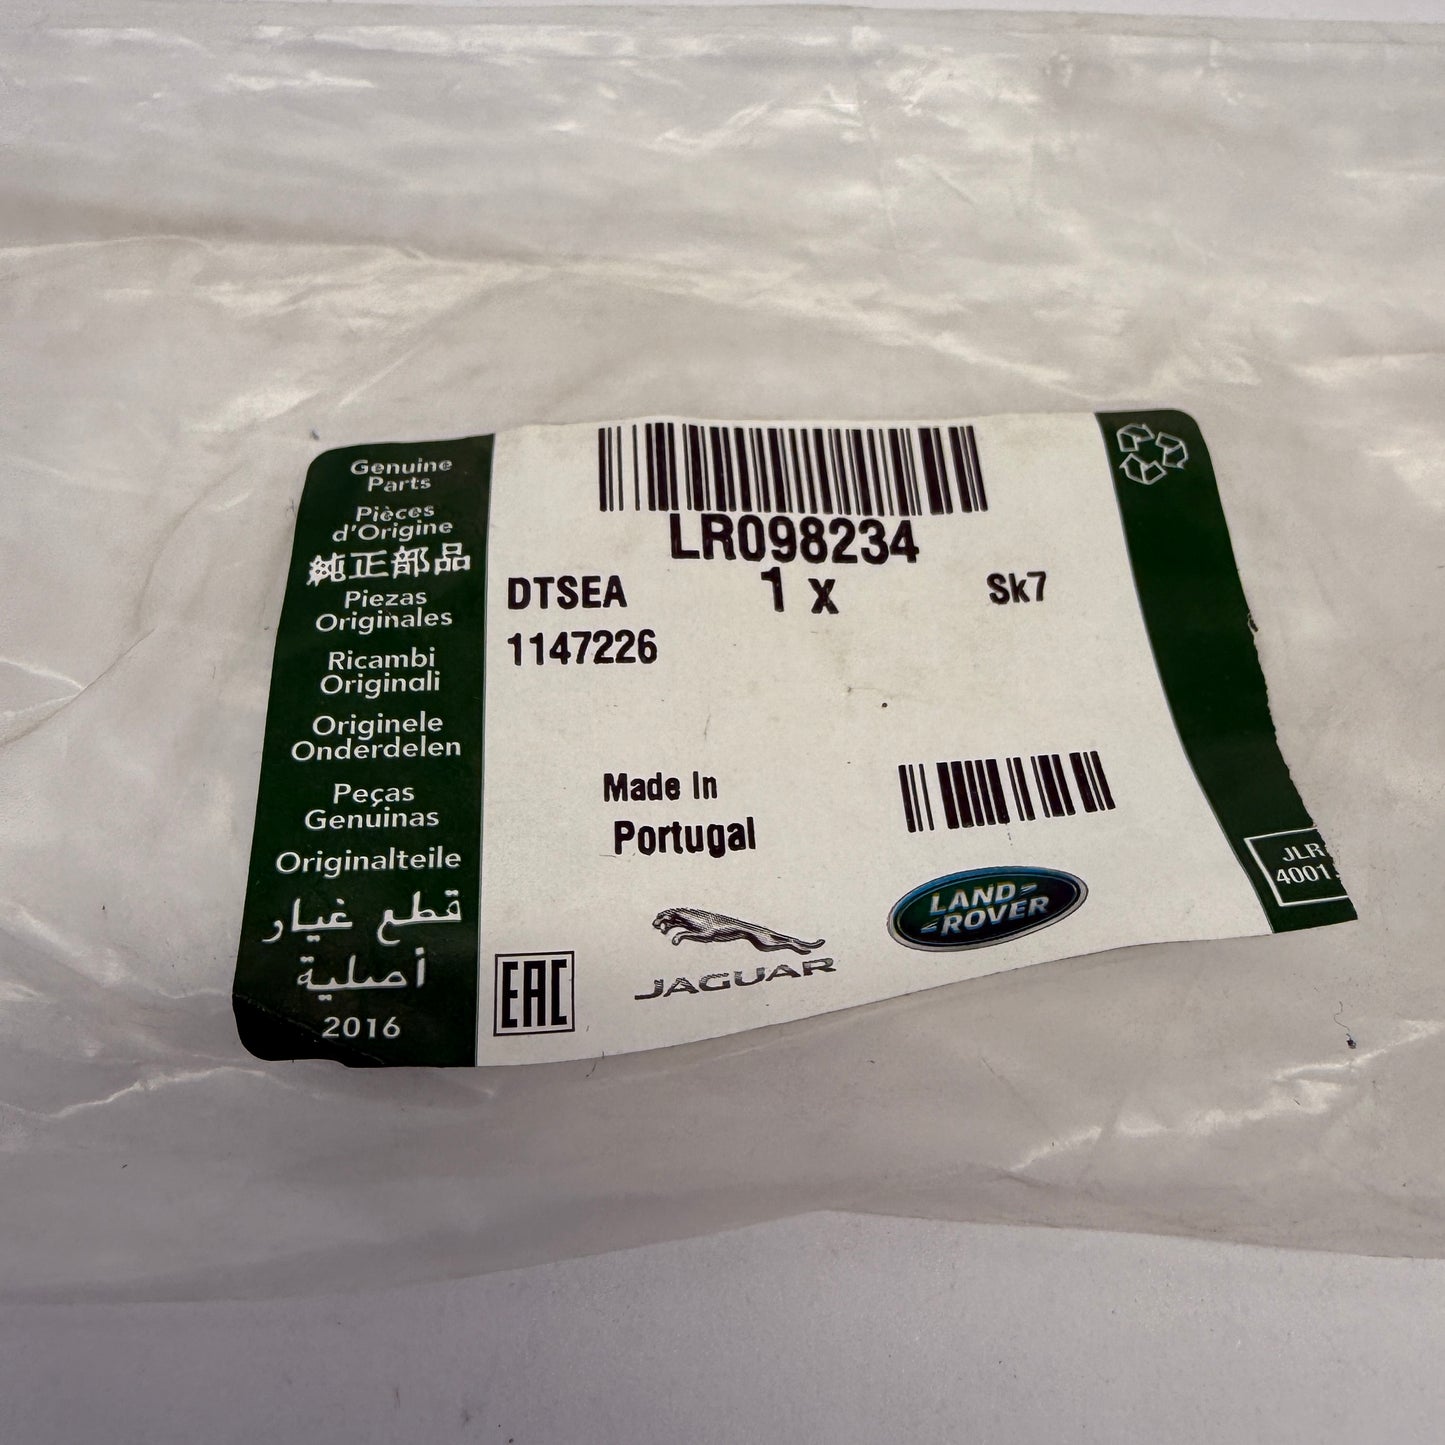 Genuine
Parts
Pièces
d'Origine
純正部品
Piezas
Originales
Ricambi
Originali
Originele
Onderdelen
Peças
Genuinas
Originalteile
قطع غيار
أصلية
2016
LR098234
DTSEA 1 x Sk7
1147226
Made In
Portugal
EAC
JAGUAR
LAND-
-ROVER
JLR